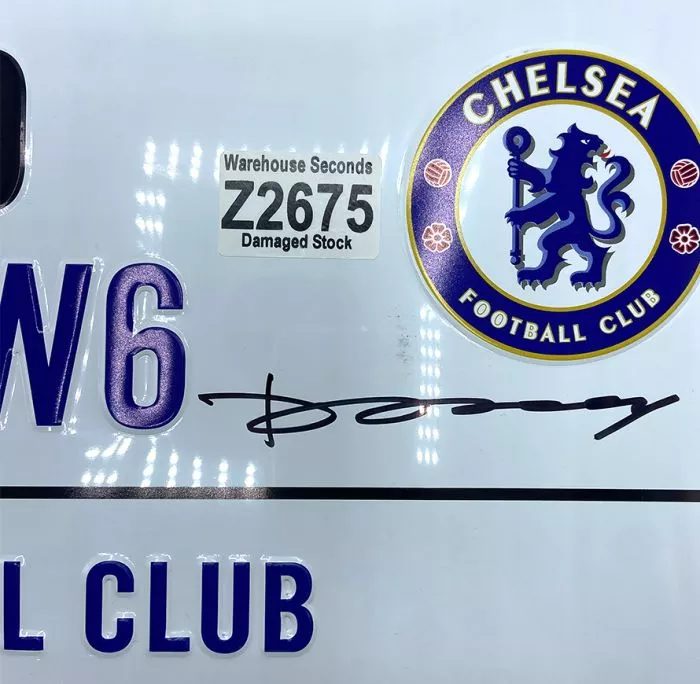 CHELSEA
FOOTBALL CLUB
Warehouse Seconds
Z2675
Damaged Stock
W6
L CLUB